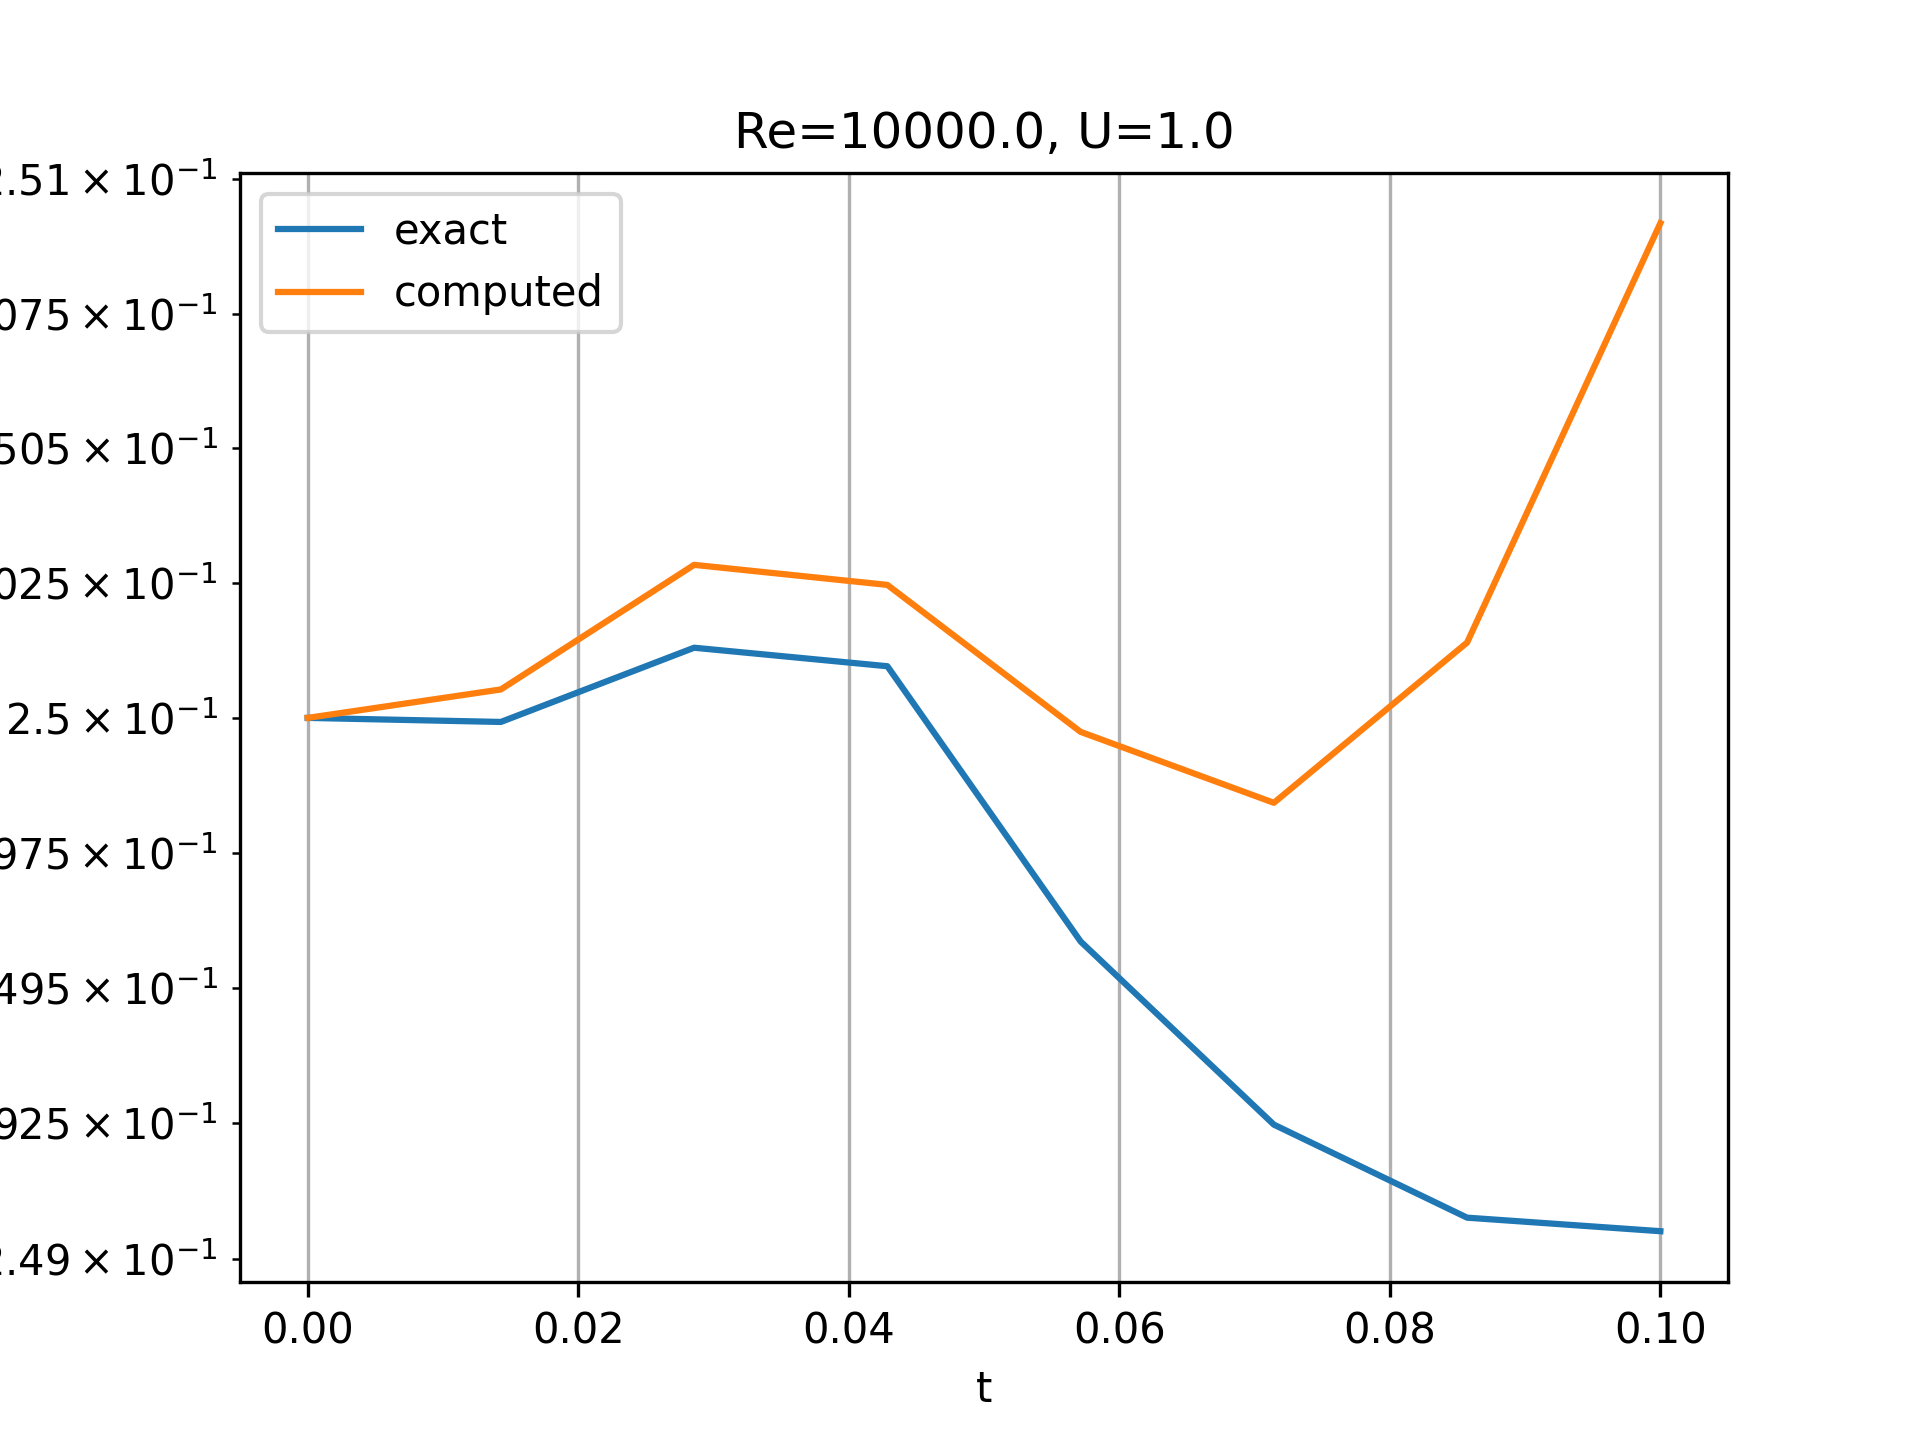 Re=10000.0, U=1.0
.51 × 10⁻¹
075 × 10⁻¹
505 × 10⁻¹
025 × 10⁻¹
2.5 × 10⁻¹
975 × 10⁻¹
495 × 10⁻¹
925 × 10⁻¹
2.49 × 10⁻¹
exact
computed
0.00 0.02 0.04 0.06 0.08 0.10
t